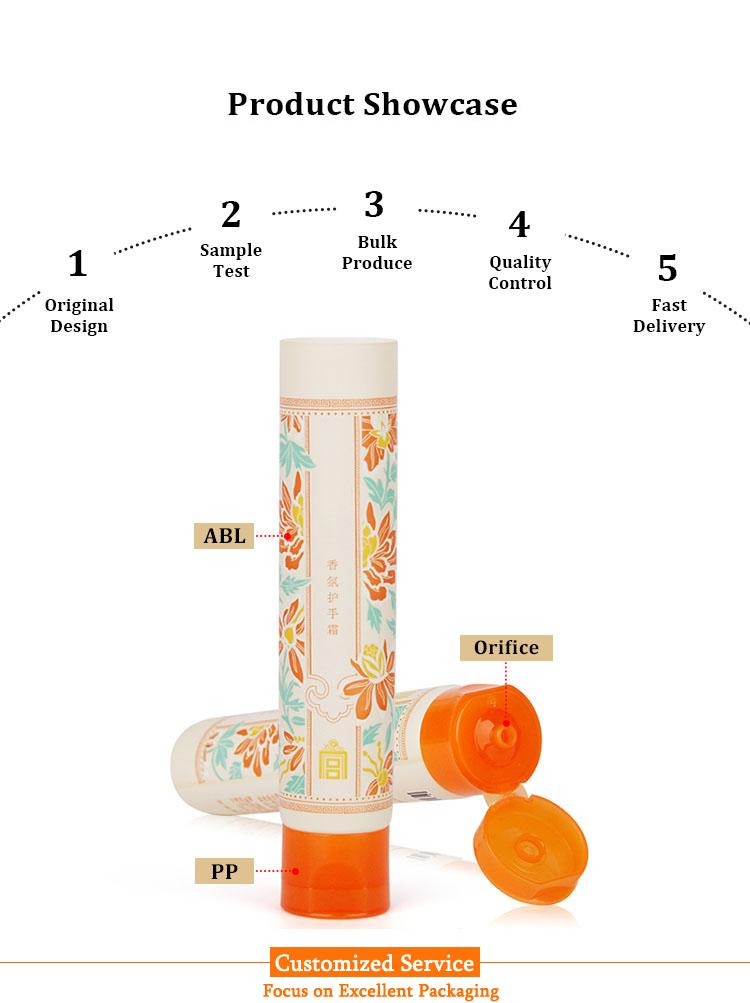 Product Showcase
1
Original
Design
2
Sample
Test
3
Bulk
Produce
4
Quality
Control
5
Fast
Delivery
ABL
香氛护手霜
Orifice
PP
Customized Service
Focus on Excellent Packaging